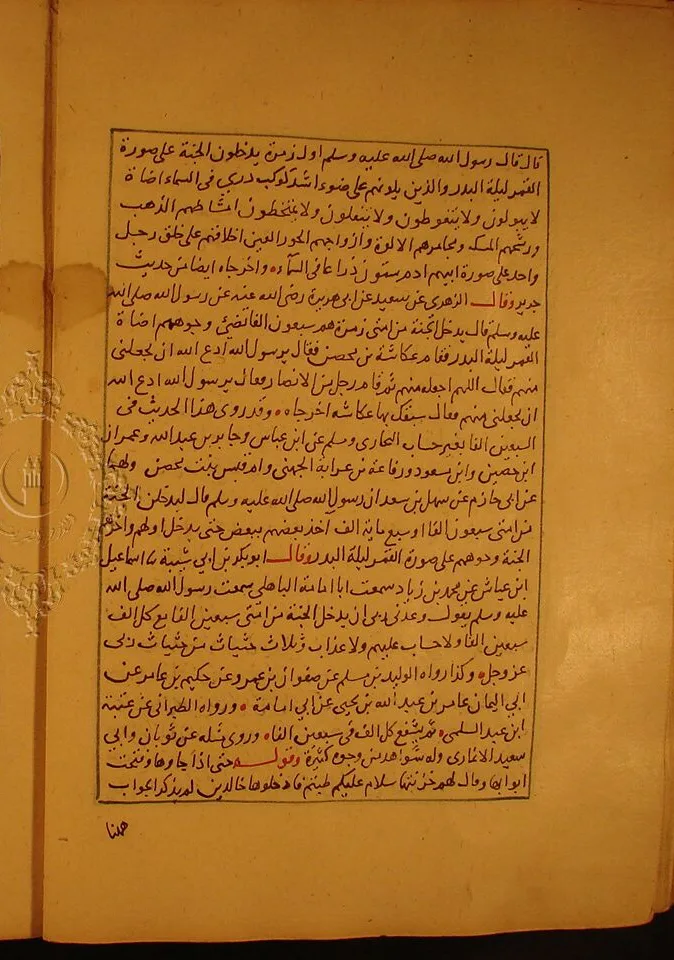 قال قال رسول الله صلى الله عليه وسلم اول زمرة يدخلون الجنة على صورة
القمر ليلة البدر والذين يلونهم على ضوء اشد كوكب دري في السماء اضاة
لا يبولون ولا يتغوطون ولا يتفلون ولا يتمخطون امشاطهم الذهب
ورشحهم المسك ومجامرهم الالوة وازواجهم الحور العين اخلاقهم على خلق رجل
واحد على صورة ابيهم ادم ستون ذراعا في السماء واخرجاه ايضا من حديث
جرير وقال الزهري عن سعيد عن ابي هريرة رضي الله عنه عن رسول الله صلى الله
عليه وسلم قال يدخل الجنة من امتي زمرة هم سبعون الفا تضئ وجوههم اضاة
القمر ليلة البدر فقام عكاشة بن محصن فقال يرسول الله ادع الله ان يجعلني
منهم فقال اللهم اجعله منهم ثم قام رجل من الانصار فقال يرسول الله ادع الله
ان يجعلني منهم فقال سبقك بها عكاشه اخرجاه وقد روى هذا الحديث في
السبعين الفا بغير حساب البخاري ومسلم عن ابن عباس وجابر بن عبد الله وعمران
ابن حصين وابن مسعود ورفاعة بن عرابة الجهني وام قيس بنت محصن ولهما
عن ابي حازم عن سهل بن سعد ان رسول الله صلى الله عليه وسلم قال ليدخلن الجنة
من امتي سبعون الفا او سبع ماية الف آخذ بعضهم ببعض حتى يدخل اولهم واخرهم
الجنة وجوههم على صورة القمر ليلة البدر وقال ابو بكر بن ابي شيبة ثنا اسماعيل
ابن عياش عن محمد بن زياد سمعت ابا امامة الباهلي سمعت رسول الله صلى الله
عليه وسلم يقول وعدني ربي ان يدخل الجنة من امتي سبعين الفا مع كل الف
سبعين الفا ولا حساب عليهم ولا عذاب وثلاث حثيات من حثيات ربي
عز وجل وكذا رواه الوليد بن مسلم عن صفوان بن عمرو عن حكيم بن عامر عن
ابي اليمان عامر بن عبد الله بن يحيى عن ابي امامة ورواه الطبراني عن عتبة
ابن عبد السلمي ثم يشفع كل الف في سبعين الفا وروى مثله عن ثوبان وابي
سعيد الانماري وله شواهد من وجوه كثيرة وقوله حتى اذا جاوها وفتحت
ابوابها وقال لهم خزنتها سلام عليكم طبتم فادخلوها خالدين لم يذكر الجواب
ههنا